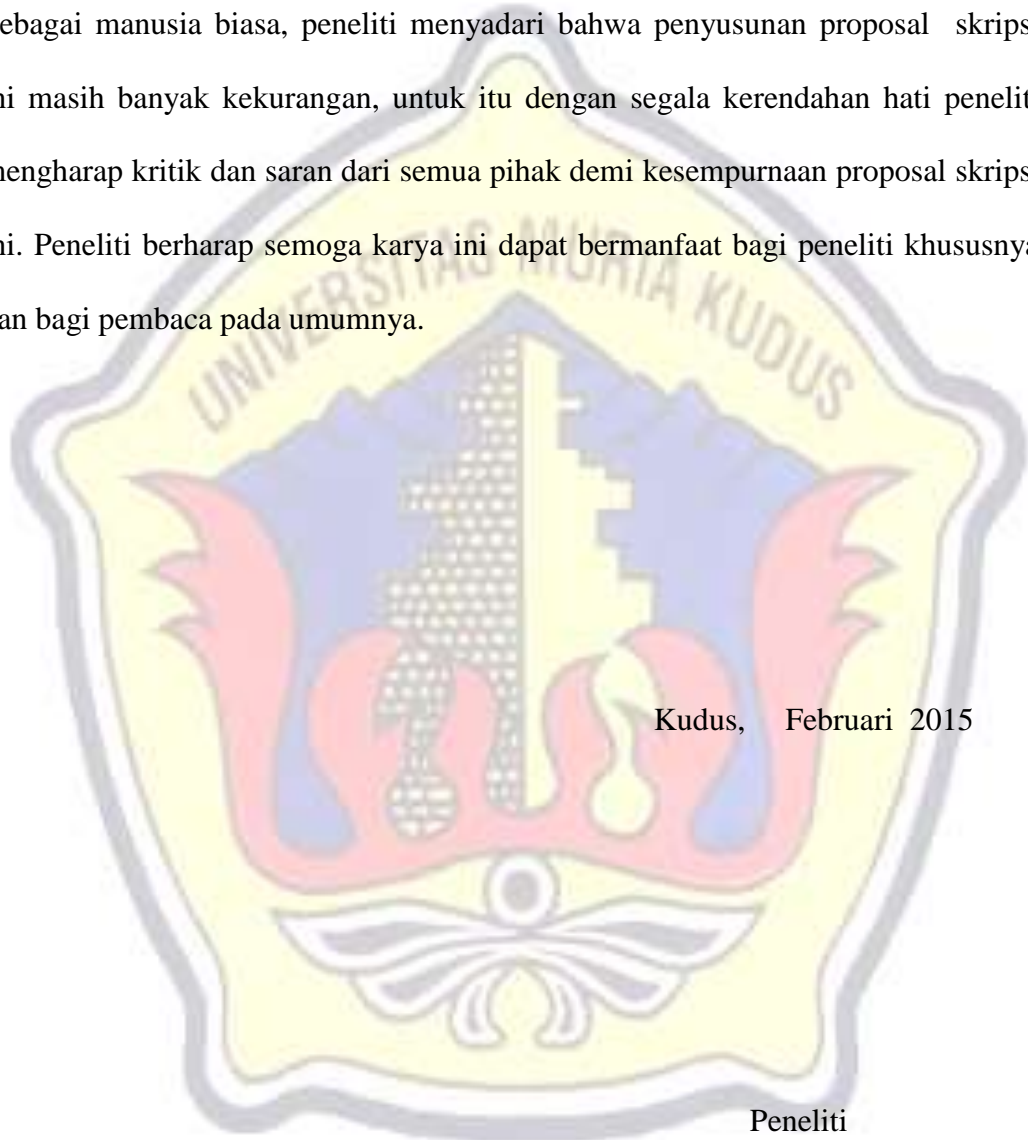 ebagai manusia biasa, peneliti menyadari bahwa penyusunan proposal skrips
ni masih banyak kekurangan, untuk itu dengan segala kerendahan hati penelit
nengharap kritik dan saran dari semua pihak demi kesempurnaan proposal skrips
ni. Peneliti berharap semoga karya ini dapat bermanfaat bagi peneliti khususnya
an bagi pembaca pada umumnya.
UNIVERSITAS MURIA KUDUS
Kudus, Februari 2015
Peneliti